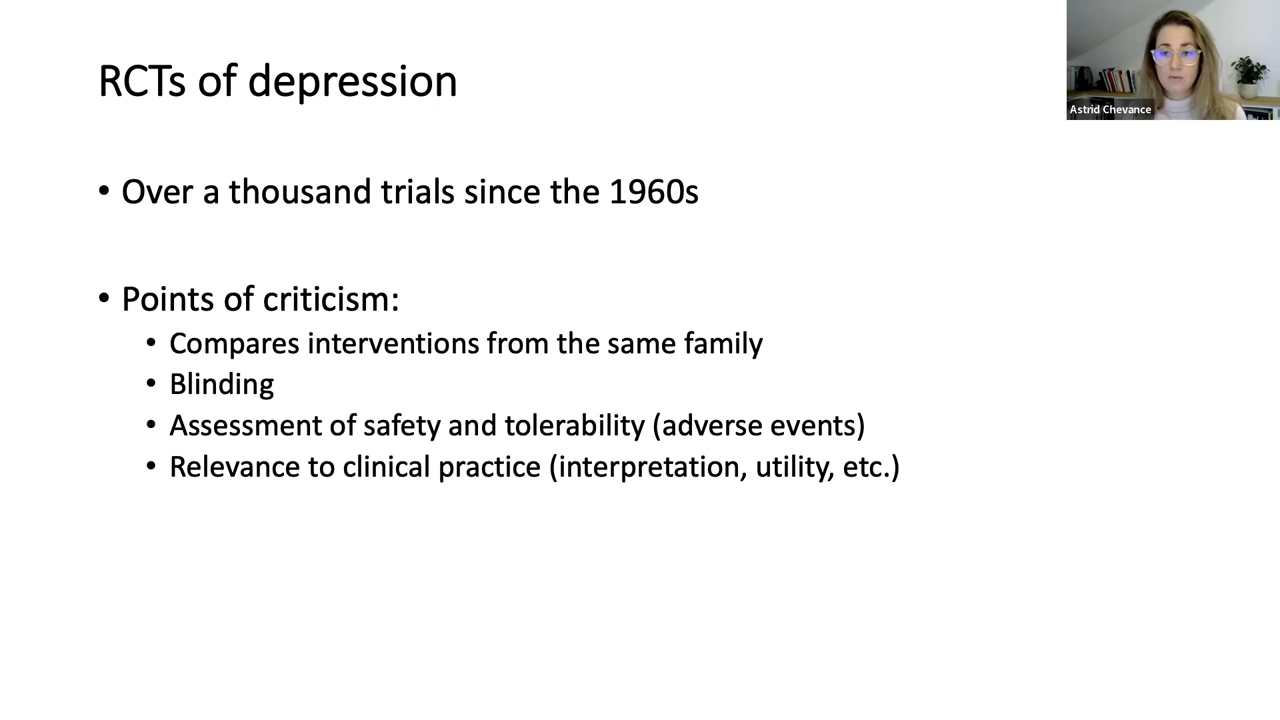 RCTs of depression
Astrid Chevance
• Over a thousand trials since the 1960s
• Points of criticism:
• Compares interventions from the same family
• Blinding
• Assessment of safety and tolerability (adverse events)
• Relevance to clinical practice (interpretation, utility, etc.)